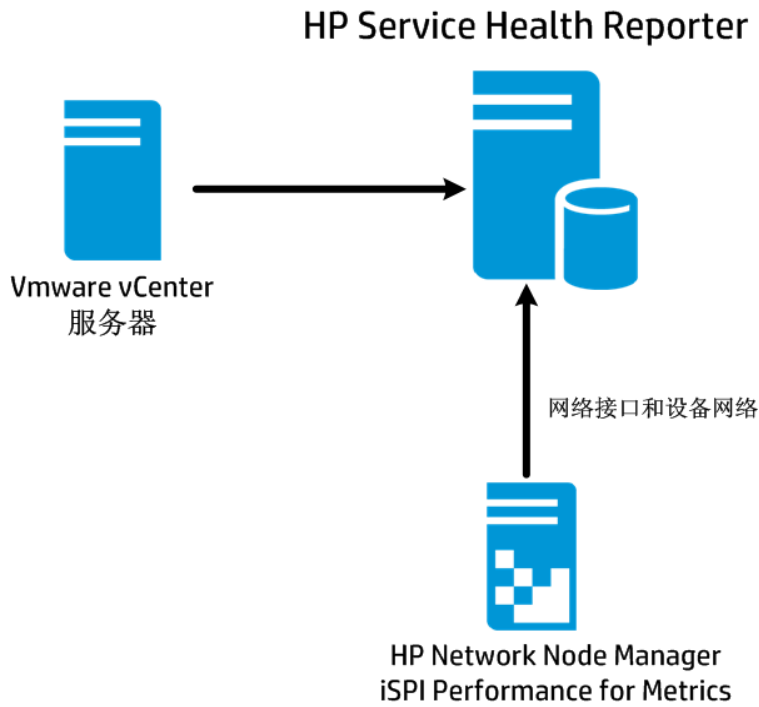 HP Service Health Reporter
Vmware vCenter
服务器
网络接口和设备网络
HP Network Node Manager
iSPI Performance for Metrics